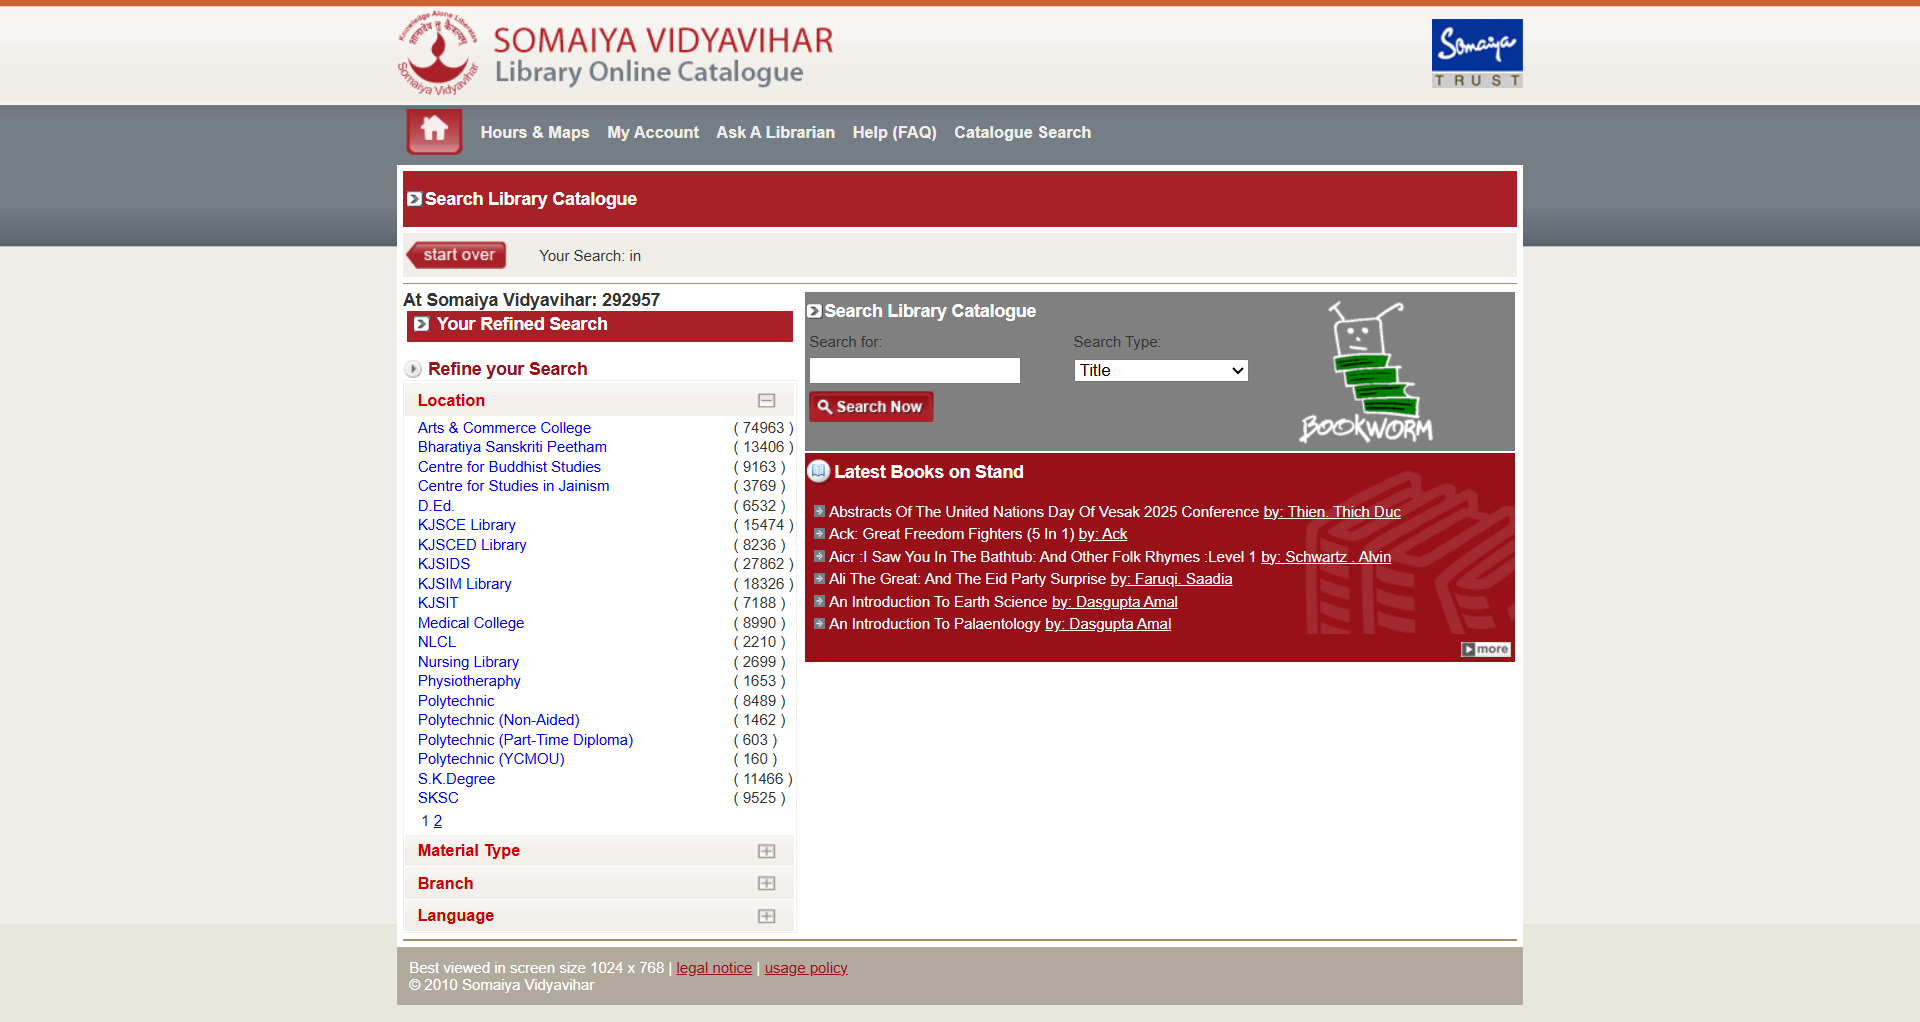 Knowledge Alone Liberates
ज्ञानादेव तु कैवल्यम्
Somaiya Vidyavihar
SOMAIYA VIDYAVIHAR
Library Online Catalogue
Somaiya
TRUST
Hours & Maps My Account Ask A Librarian Help (FAQ) Catalogue Search
Search Library Catalogue
start over Your Search: in
At Somaiya Vidyavihar: 292957
Your Refined Search
Refine your Search
Location
Arts & Commerce College ( 74963 )
Bharatiya Sanskriti Peetham ( 13406 )
Centre for Buddhist Studies ( 9163 )
Centre for Studies in Jainism ( 3769 )
D.Ed. ( 6532 )
KJSCE Library ( 15474 )
KJSCED Library ( 8236 )
KJSIDS ( 27862 )
KJSIM Library ( 18326 )
KJSIT ( 7188 )
Medical College ( 8990 )
NLCL ( 2210 )
Nursing Library ( 2699 )
Physiotheraphy ( 1653 )
Polytechnic ( 8489 )
Polytechnic (Non-Aided) ( 1462 )
Polytechnic (Part-Time Diploma) ( 603 )
Polytechnic (YCMOU) ( 160 )
S.K.Degree ( 11466 )
SKSC ( 9525 )
1 2
Material Type
Branch
Language
Search Library Catalogue
Search for: Search Type:
Title
Search Now
BOOKWORM
Latest Books on Stand
Abstracts Of The United Nations Day Of Vesak 2025 Conference by: Thien. Thich Duc
Ack: Great Freedom Fighters (5 In 1) by: Ack
Aicr :I Saw You In The Bathtub: And Other Folk Rhymes :Level 1 by: Schwartz . Alvin
Ali The Great: And The Eid Party Surprise by: Faruqi. Saadia
An Introduction To Earth Science by: Dasgupta Amal
An Introduction To Palaentology by: Dasgupta Amal
more
Best viewed in screen size 1024 x 768 | legal notice | usage policy
© 2010 Somaiya Vidyavihar